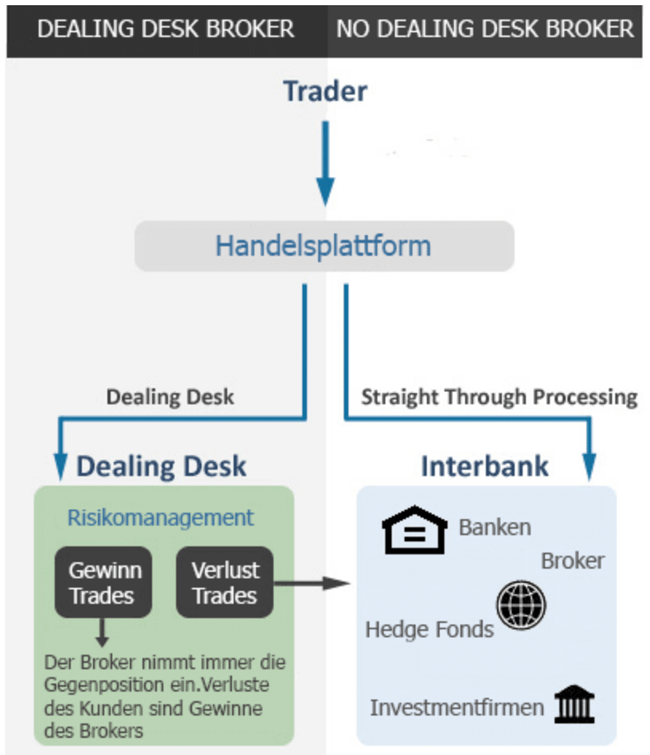 DEALING DESK BROKER
NO DEALING DESK BROKER
Trader
Handelsplattform
Dealing Desk
Straight Through Processing
Dealing Desk
Risikomanagement
Gewinn
Trades
Verlust
Trades
Der Broker nimmt immer die
Gegenposition ein.Verluste
des Kunden sind Gewinne
des Brokers
Interbank
Banken
Broker
Hedge Fonds
Investmentfirmen